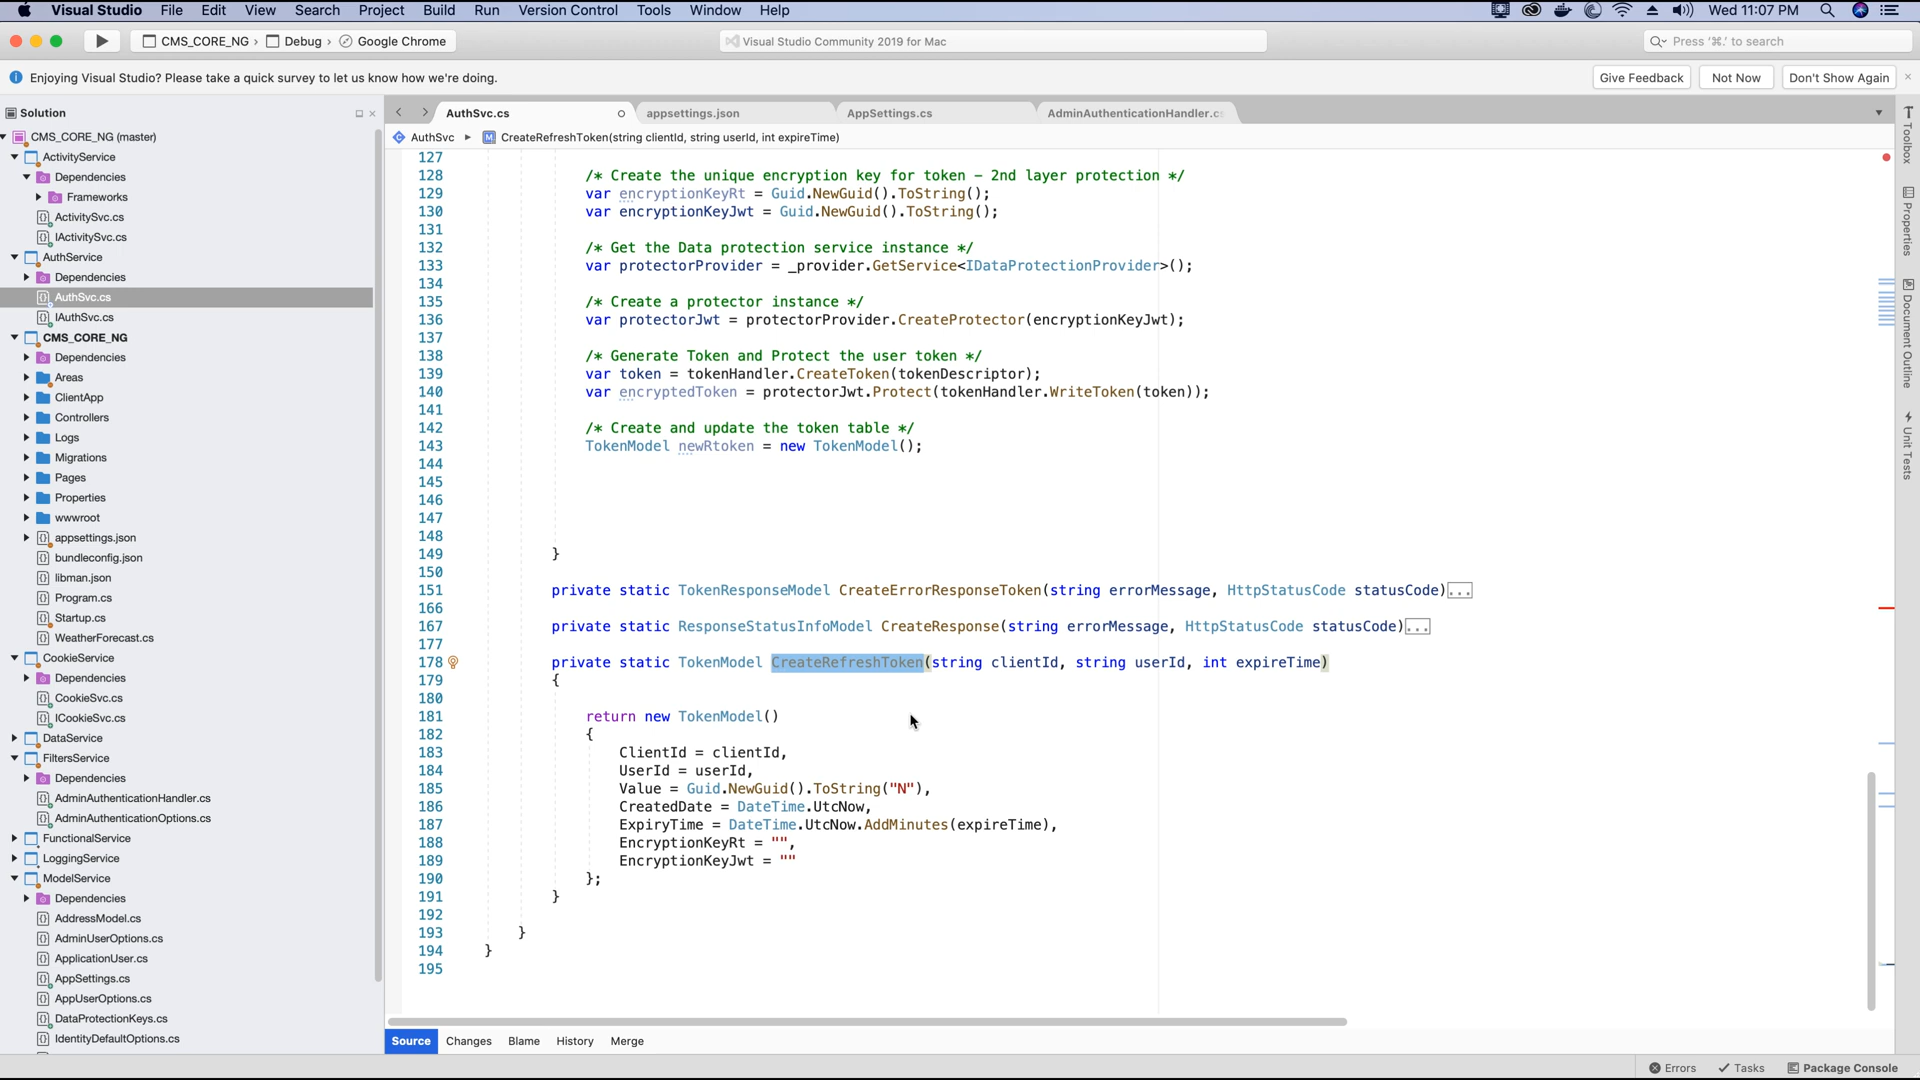 Visual Studio File Edit View Search Project Build Run Version Control Tools Window Help Wed 11:07 PM
CMS_CORE_NG › Debug › Google Chrome Visual Studio Community 2019 for Mac Press '⌘.' to search
Enjoying Visual Studio? Please take a quick survey to let us know how we're doing. Give Feedback Not Now Don't Show Again
Solution
CMS_CORE_NG (master)
ActivityService
Dependencies
Frameworks
ActivitySvc.cs
IActivitySvc.cs
AuthService
Dependencies
AuthSvc.cs
IAuthSvc.cs
CMS_CORE_NG
Dependencies
Areas
ClientApp
Controllers
Logs
Migrations
Pages
Properties
wwwroot
appsettings.json
bundleconfig.json
libman.json
Program.cs
Startup.cs
WeatherForecast.cs
CookieService
Dependencies
CookieSvc.cs
ICookieSvc.cs
DataService
FiltersService
Dependencies
AdminAuthenticationHandler.cs
AdminAuthenticationOptions.cs
FunctionalService
LoggingService
ModelService
Dependencies
AddressModel.cs
AdminUserOptions.cs
ApplicationUser.cs
AppSettings.cs
AppUserOptions.cs
DataProtectionKeys.cs
IdentityDefaultOptions.cs
AuthSvc.cs appsettings.json AppSettings.cs AdminAuthenticationHandler.cs
AuthSvc CreateRefreshToken(string clientId, string userId, int expireTime)
127
128 /* Create the unique encryption key for token – 2nd layer protection */
129 var encryptionKeyRt = Guid.NewGuid().ToString();
130 var encryptionKeyJwt = Guid.NewGuid().ToString();
131
132 /* Get the Data protection service instance */
133 var protectorProvider = _provider.GetService<IDataProtectionProvider>();
134
135 /* Create a protector instance */
136 var protectorJwt = protectorProvider.CreateProtector(encryptionKeyJwt);
137
138 /* Generate Token and Protect the user token */
139 var token = tokenHandler.CreateToken(tokenDescriptor);
140 var encryptedToken = protectorJwt.Protect(tokenHandler.WriteToken(token));
141
142 /* Create and update the token table */
143 TokenModel newRtoken = new TokenModel();
144
145
146
147
148
149 }
150
151 private static TokenResponseModel CreateErrorResponseToken(string errorMessage, HttpStatusCode statusCode)...
166
167 private static ResponseStatusInfoModel CreateResponse(string errorMessage, HttpStatusCode statusCode)...
177
178 private static TokenModel CreateRefreshToken(string clientId, string userId, int expireTime)
179 {
180
181 return new TokenModel()
182 {
183 ClientId = clientId,
184 UserId = userId,
185 Value = Guid.NewGuid().ToString("N"),
186 CreatedDate = DateTime.UtcNow,
187 ExpiryTime = DateTime.UtcNow.AddMinutes(expireTime),
188 EncryptionKeyRt = "",
189 EncryptionKeyJwt = ""
190 };
191 }
192
193 }
194 }
195
Toolbox
Properties
Document Outline
Unit Tests
Source Changes Blame History Merge
Errors Tasks Package Console